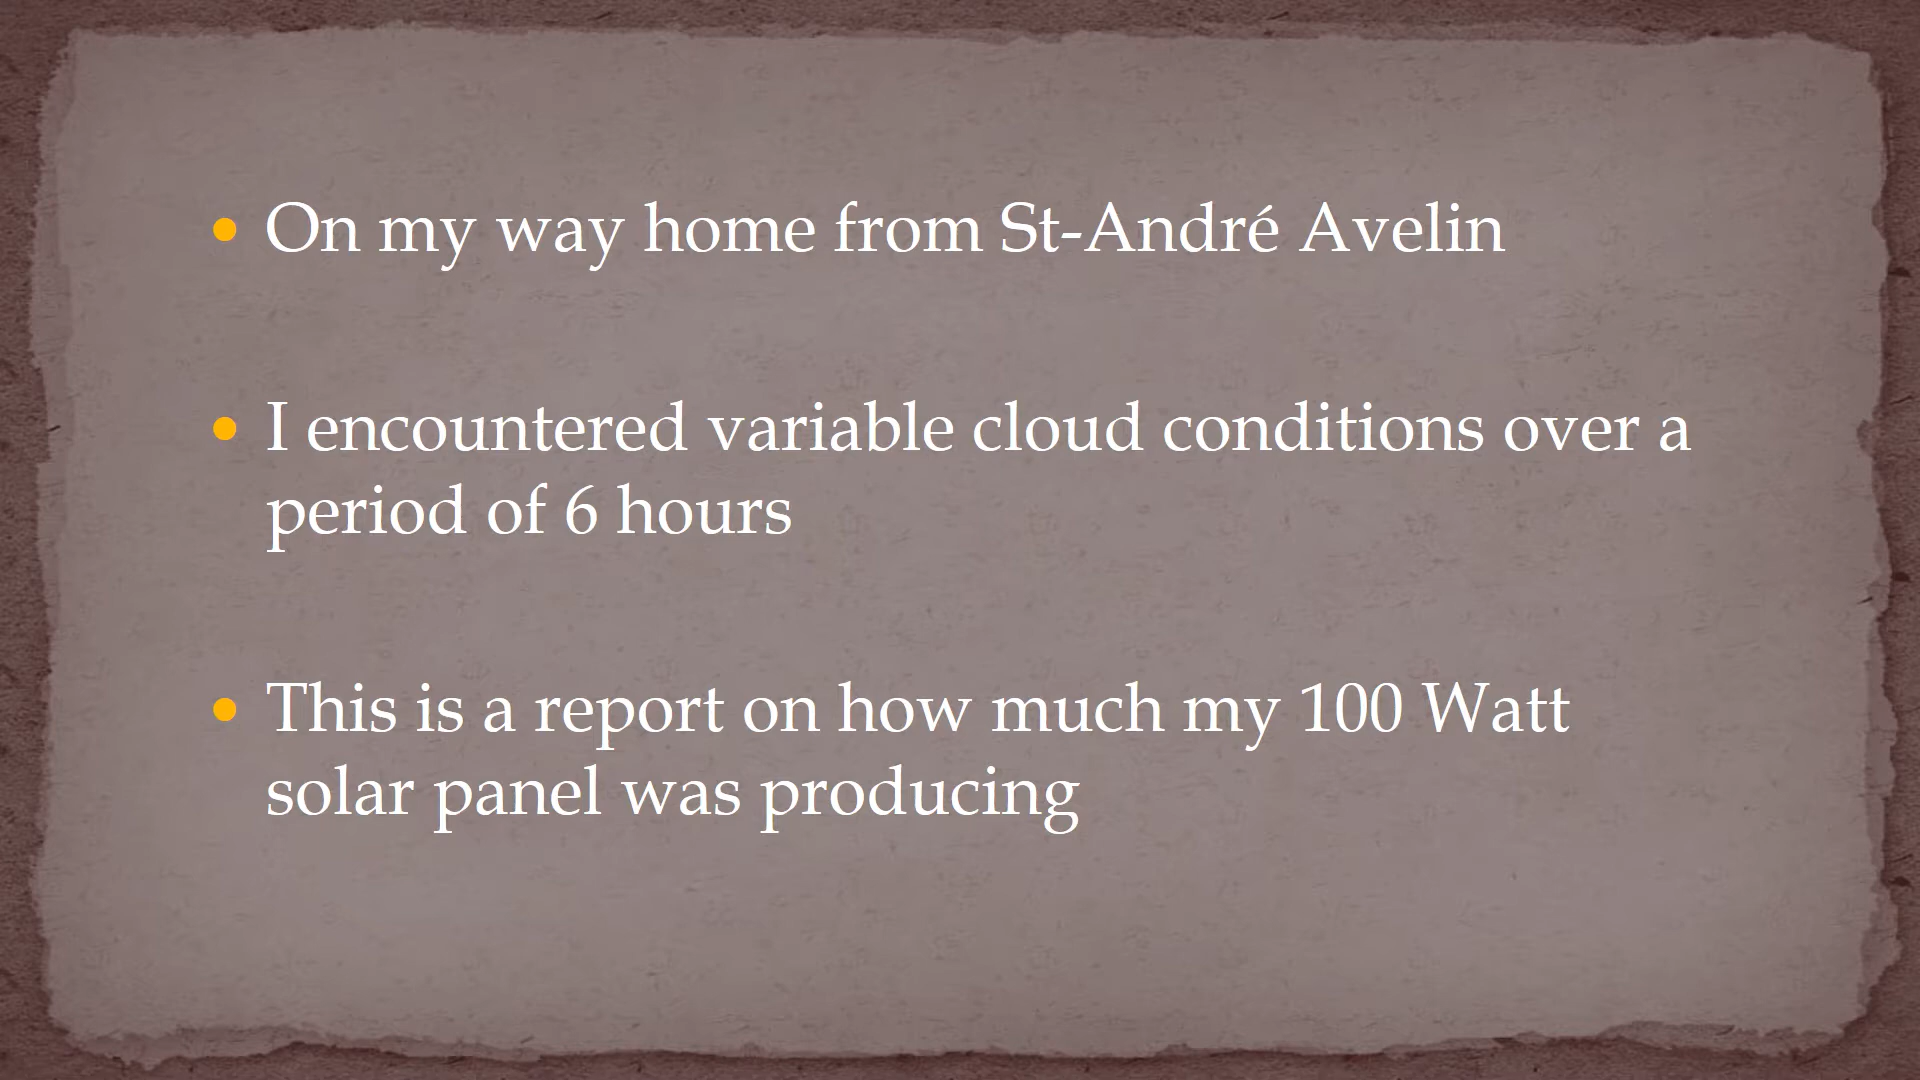 • On my way home from St-André Avelin
• I encountered variable cloud conditions over a
period of 6 hours
• This is a report on how much my 100 Watt
solar panel was producing